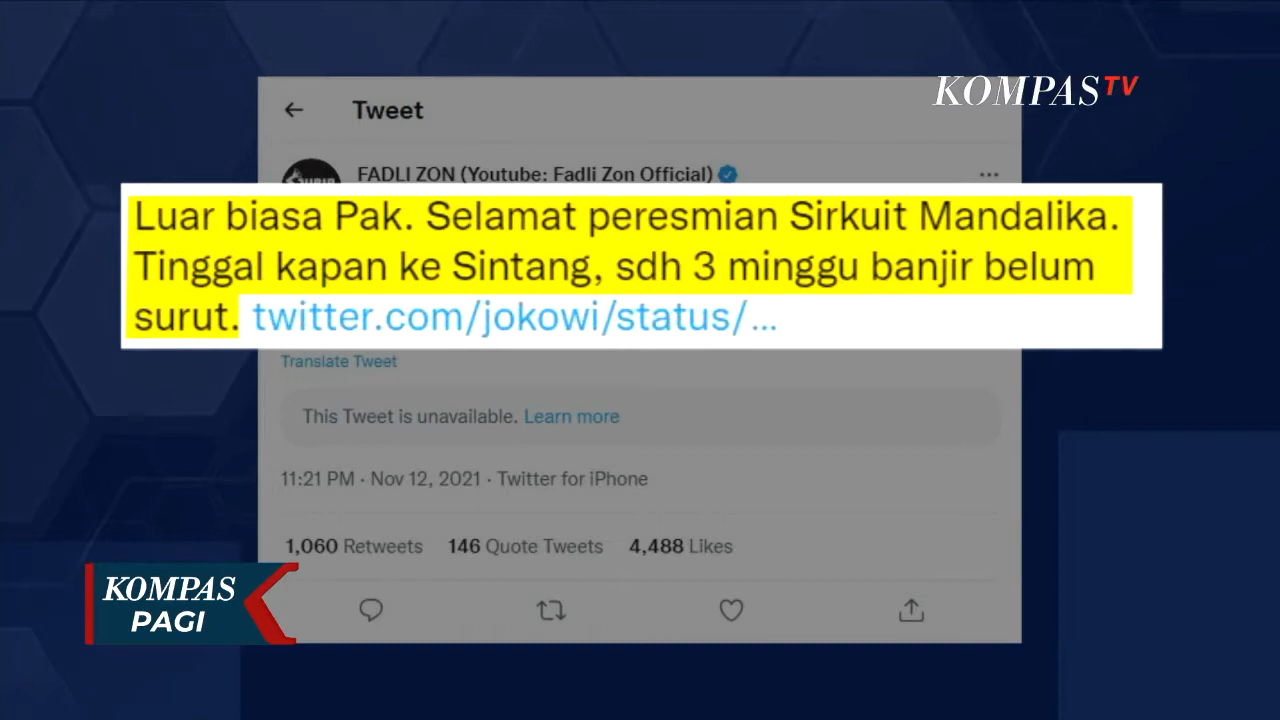 KOMPAS TV
← Tweet
FADLI ZON (Youtube: Fadli Zon Official)
Luar biasa Pak. Selamat peresmian Sirkuit Mandalika.
Tinggal kapan ke Sintang, sdh 3 minggu banjir belum
surut. twitter.com/jokowi/status/...
Translate Tweet
This Tweet is unavailable. Learn more
11:21 PM · Nov 12, 2021 · Twitter for iPhone
1,060 Retweets 146 Quote Tweets 4,488 Likes
KOMPAS
PAGI